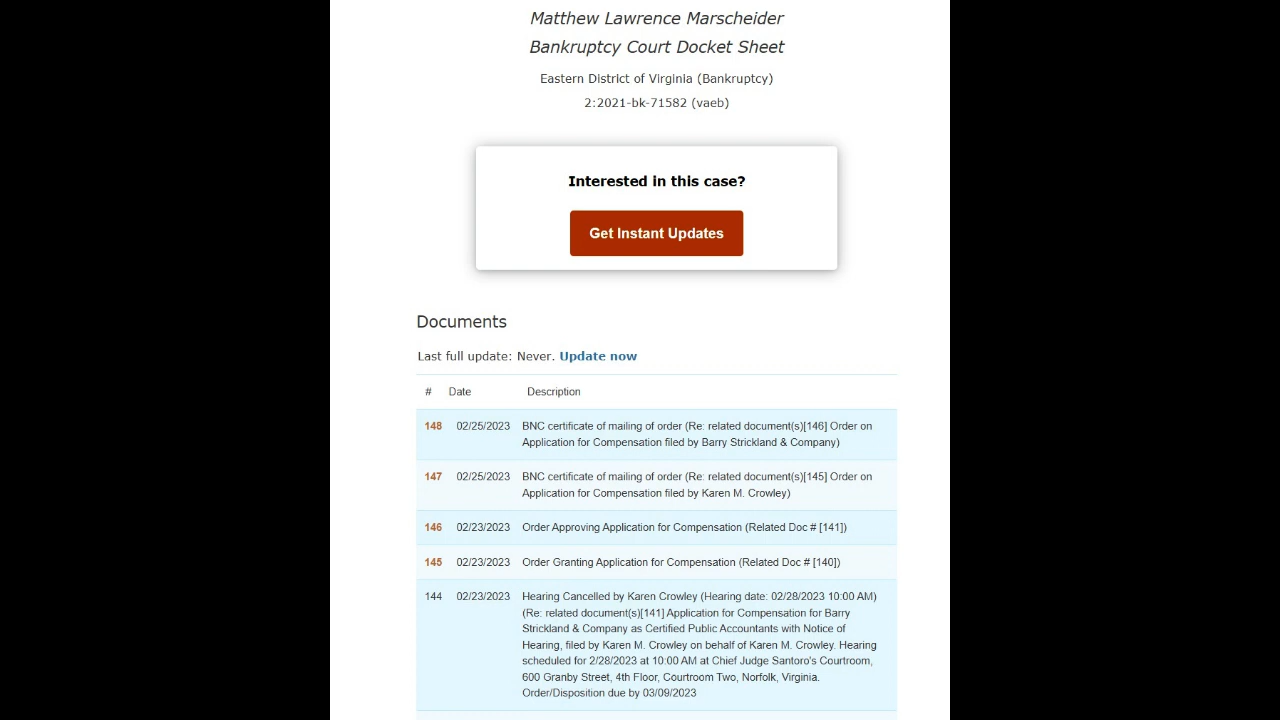 Matthew Lawrence Marscheider
Bankruptcy Court Docket Sheet
Eastern District of Virginia (Bankruptcy)
2:2021-bk-71582 (vaeb)
Interested in this case?
Get Instant Updates
Documents
Last full update: Never. Update now
# Date Description
148 02/25/2023 BNC certificate of mailing of order (Re: related document(s)[146] Order on
Application for Compensation filed by Barry Strickland & Company)
147 02/25/2023 BNC certificate of mailing of order (Re: related document(s)[145] Order on
Application for Compensation filed by Karen M. Crowley)
146 02/23/2023 Order Approving Application for Compensation (Related Doc # [141])
145 02/23/2023 Order Granting Application for Compensation (Related Doc # [140])
144 02/23/2023 Hearing Cancelled by Karen Crowley (Hearing date: 02/28/2023 10:00 AM)
(Re: related document(s)[141] Application for Compensation for Barry
Strickland & Company as Certified Public Accountants with Notice of
Hearing, filed by Karen M. Crowley on behalf of Karen M. Crowley. Hearing
scheduled for 2/28/2023 at 10:00 AM at Chief Judge Santoro's Courtroom,
600 Granby Street, 4th Floor, Courtroom Two, Norfolk, Virginia.
Order/Disposition due by 03/09/2023